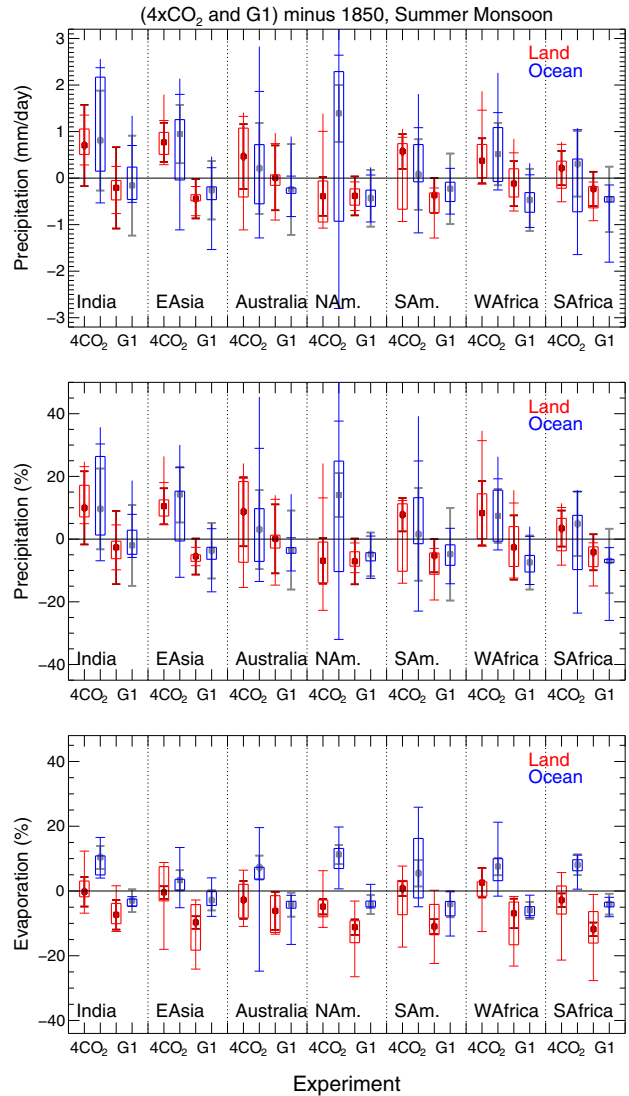 (4xCO₂ and G1) minus 1850, Summer Monsoon
Precipitation (mm/day)
3
2
1
0
−1
−2
−3
Land
Ocean
India EAsia Australia NAm. SAm. WAfrica SAfrica
4CO₂ G1 4CO₂ G1 4CO₂ G1 4CO₂ G1 4CO₂ G1 4CO₂ G1 4CO₂ G1
Precipitation (%)
40
20
0
−20
−40
Land
Ocean
India EAsia Australia NAm. SAm. WAfrica SAfrica
4CO₂ G1 4CO₂ G1 4CO₂ G1 4CO₂ G1 4CO₂ G1 4CO₂ G1 4CO₂ G1
Evaporation (%)
40
20
0
−20
−40
Land
Ocean
India EAsia Australia NAm. SAm. WAfrica SAfrica
4CO₂ G1 4CO₂ G1 4CO₂ G1 4CO₂ G1 4CO₂ G1 4CO₂ G1 4CO₂ G1
Experiment